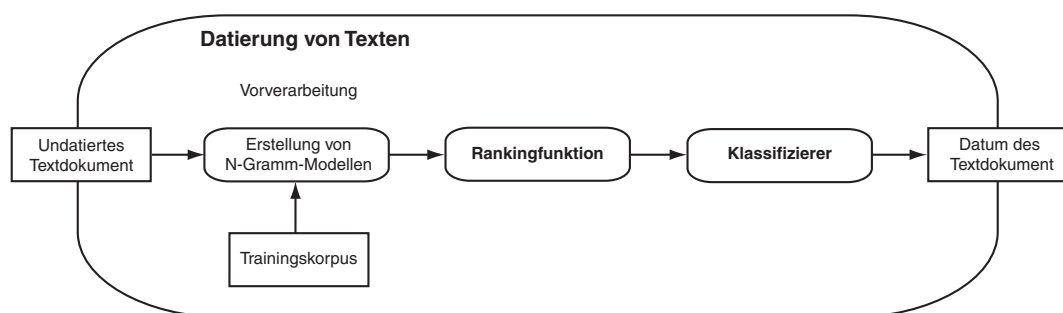 Datierung von Texten
Vorverarbeitung
Undatiertes
Textdokument
Erstellung von
N-Gramm-Modellen
Rankingfunktion
Klassifizierer
Datum des
Textdokument
Trainingskorpus